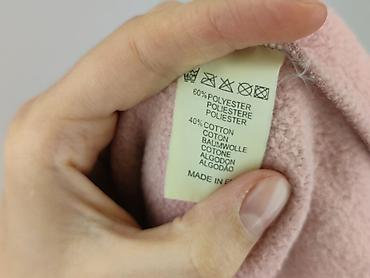 60% POLYESTER
POLIESTERE
POLIESTER
40% COTTON
COTON
BAUMWOLLE
COTONE
ALGODON
ALGODÃO
MADE IN